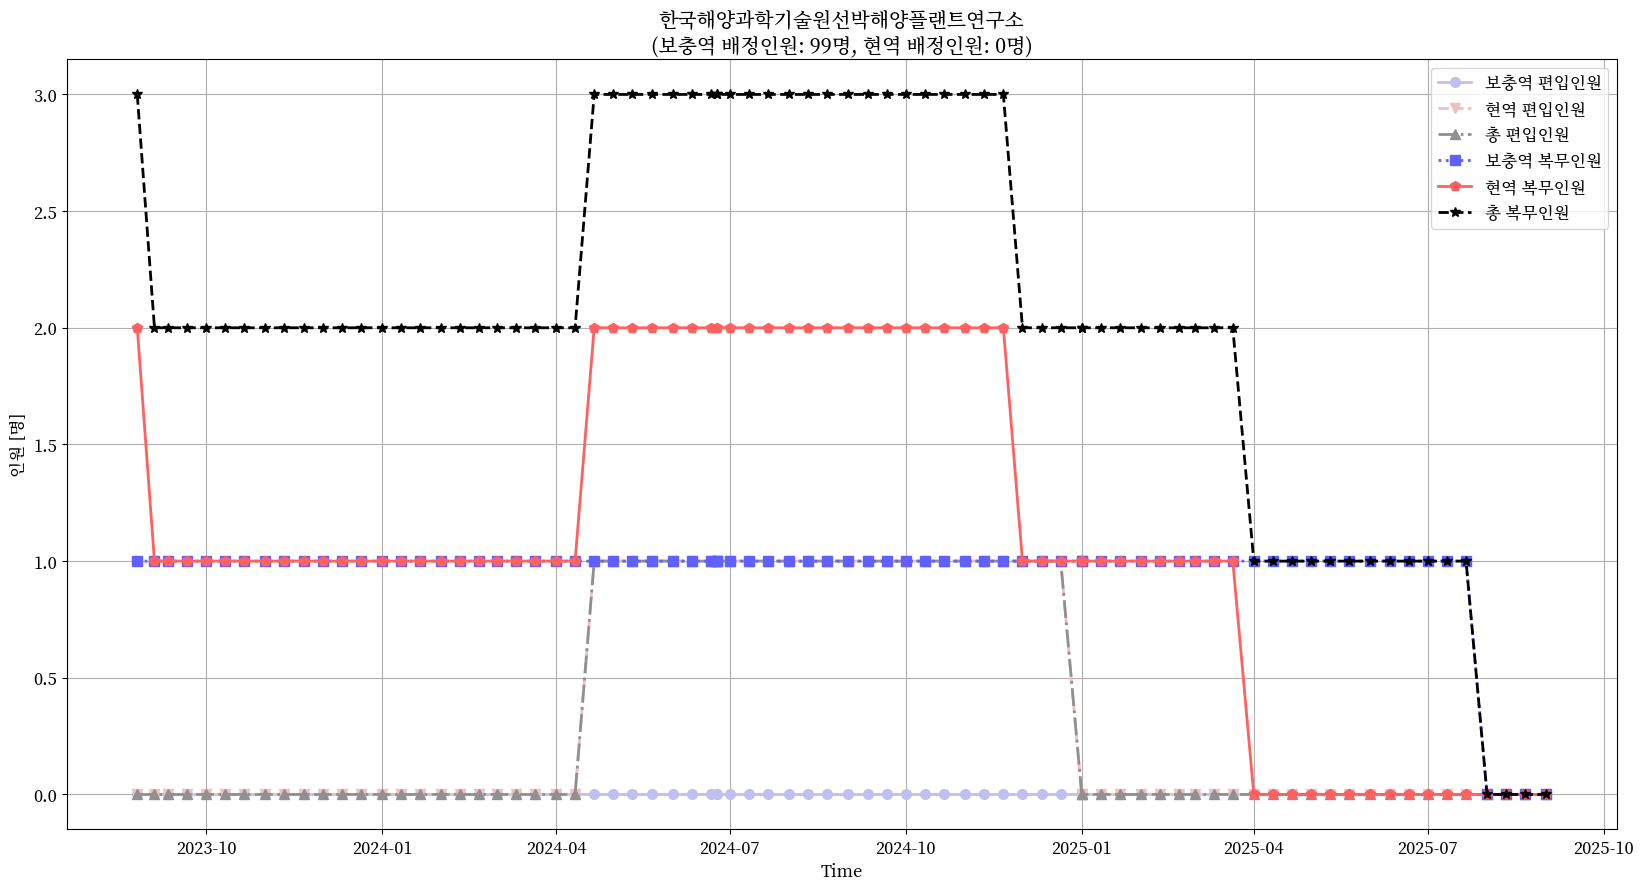 한국해양과학기술원선박해양플랜트연구소
(보충역 배정인원: 99명, 현역 배정인원: 0명)
보충역 편입인원
현역 편입인원
총 편입인원
보충역 복무인원
현역 복무인원
총 복무인원
인원 [명]
3.0
2.5
2.0
1.5
1.0
0.5
0.0
2023-10
2024-01
2024-04
2024-07
2024-10
2025-01
2025-04
2025-07
2025-10
Time